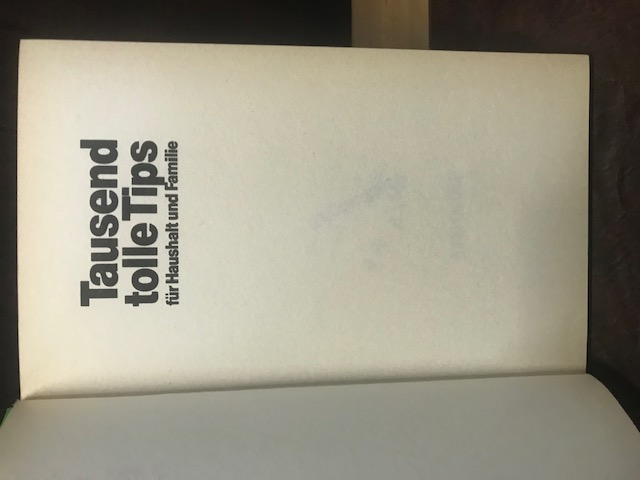 Tausend
tolle Tips
für Haushalt und Familie